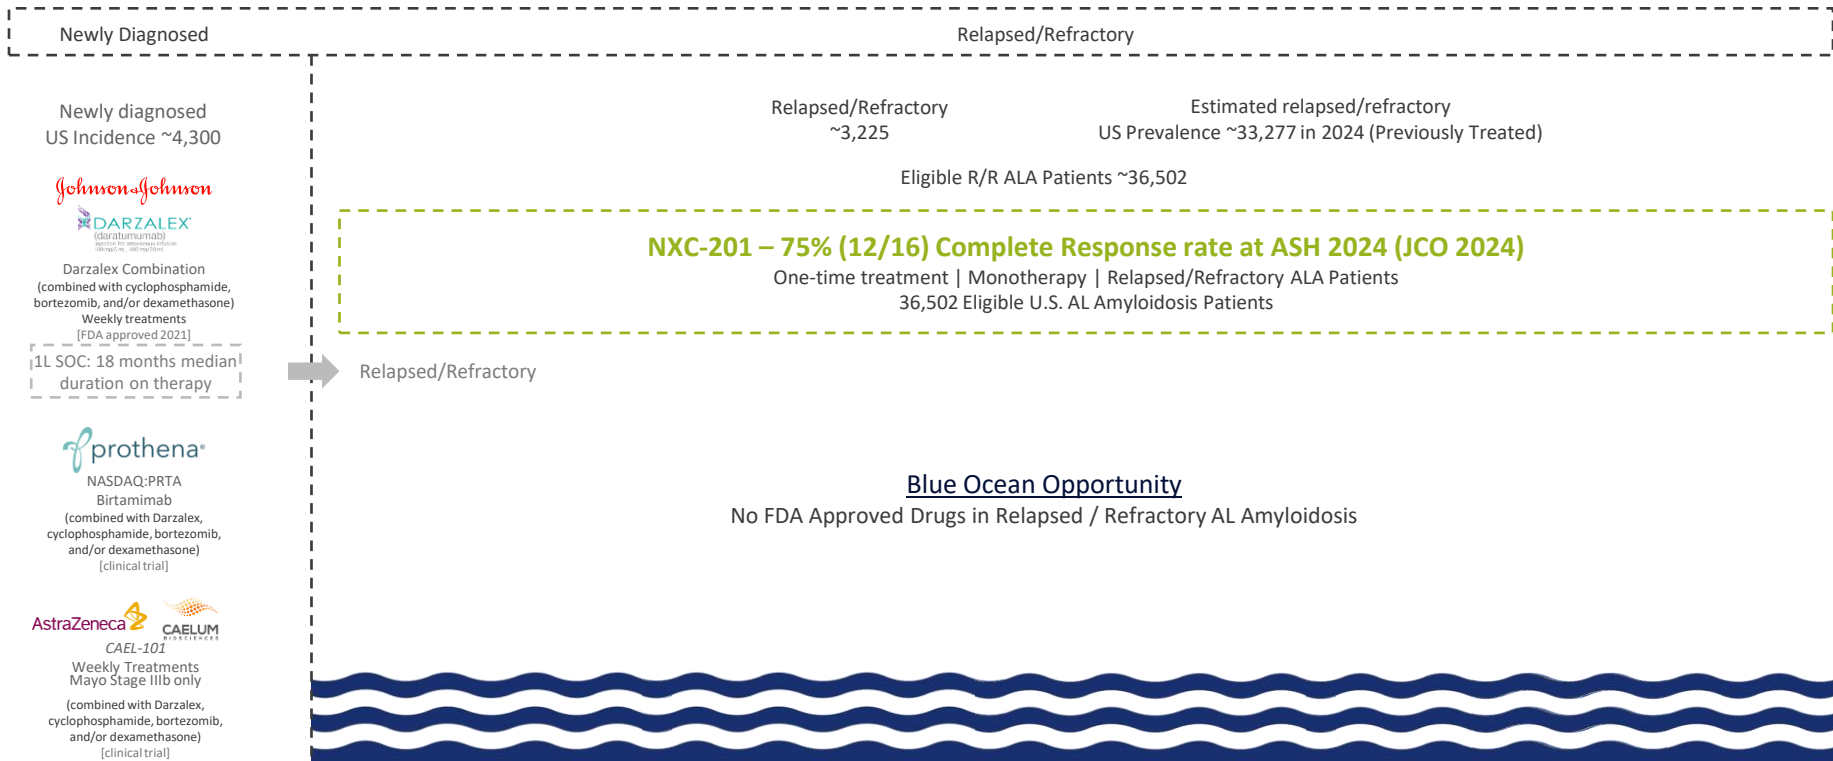 Newly Diagnosed
Relapsed/Refractory
Newly diagnosed
US Incidence ~4,300
Johnson&Johnson
DARZALEX®
(daratumumab)
injection for intravenous infusion
Darzalex Combination
(combined with cyclophosphamide,
bortezomib, and/or dexamethasone)
Weekly treatments
[FDA approved 2021]
1L SOC: 18 months median
duration on therapy
prothena®
NASDAQ:PRTA
Birtamimab
(combined with Darzalex,
cyclophosphamide, bortezomib,
and/or dexamethasone)
[clinical trial]
AstraZeneca
CAELUM
BIOSCIENCES
CAEL-101
Weekly Treatments
Mayo Stage IIIb only
(combined with Darzalex,
cyclophosphamide, bortezomib,
and/or dexamethasone)
[clinical trial]
Relapsed/Refractory
~3,225
Estimated relapsed/refractory
US Prevalence ~33,277 in 2024 (Previously Treated)
Eligible R/R ALA Patients ~36,502
NXC-201 – 75% (12/16) Complete Response rate at ASH 2024 (JCO 2024)
One-time treatment | Monotherapy | Relapsed/Refractory ALA Patients
36,502 Eligible U.S. AL Amyloidosis Patients
Relapsed/Refractory
Blue Ocean Opportunity
No FDA Approved Drugs in Relapsed / Refractory AL Amyloidosis